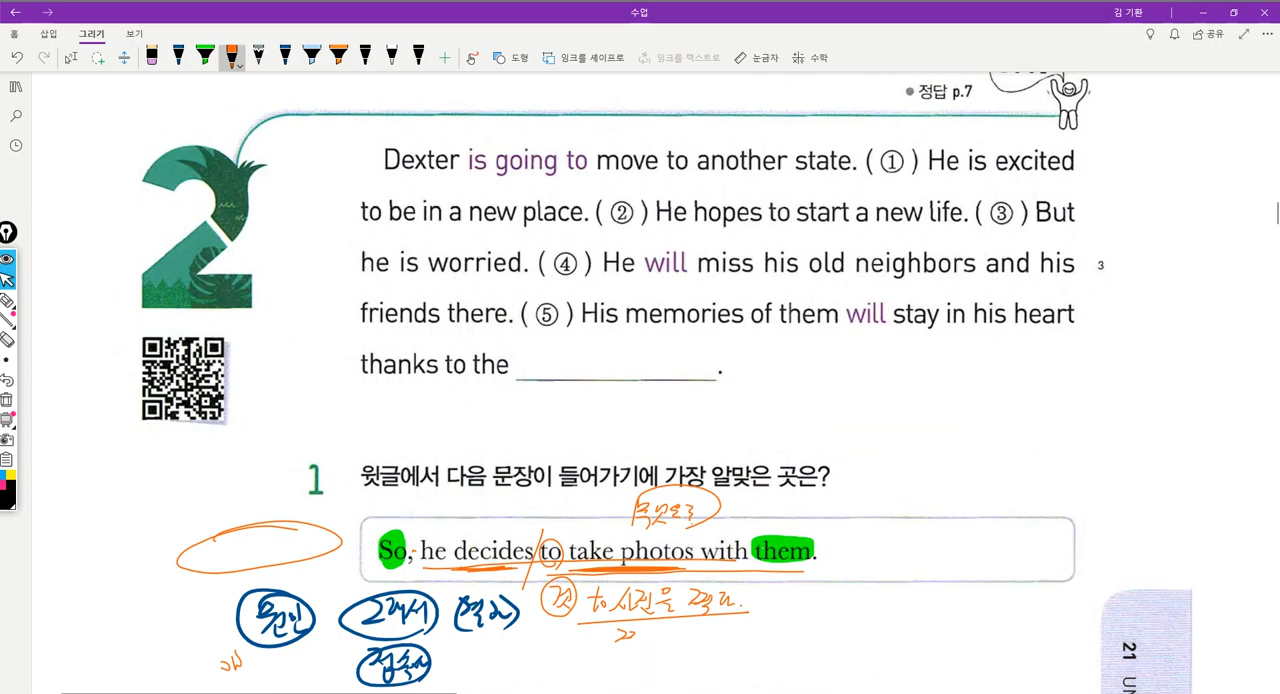 수업
김 기환
홈 삽입 그리기 보기
공유
도형 잉크를 셰이프로 잉크를 텍스트로 눈금자 수학
● 정답 p.7
2
Dexter is going to move to another state. ( ① ) He is excited
to be in a new place. ( ② ) He hopes to start a new life. ( ③ ) But
he is worried. ( ④ ) He will miss his old neighbors and his
3
friends there. ( ⑤ ) His memories of them will stay in his heart
thanks to the ____________.
1 윗글에서 다음 문장이 들어가기에 가장 알맞은 곳은?
So, he decides to take photos with them.
원인 그래서 (결과)
것
접속사
21